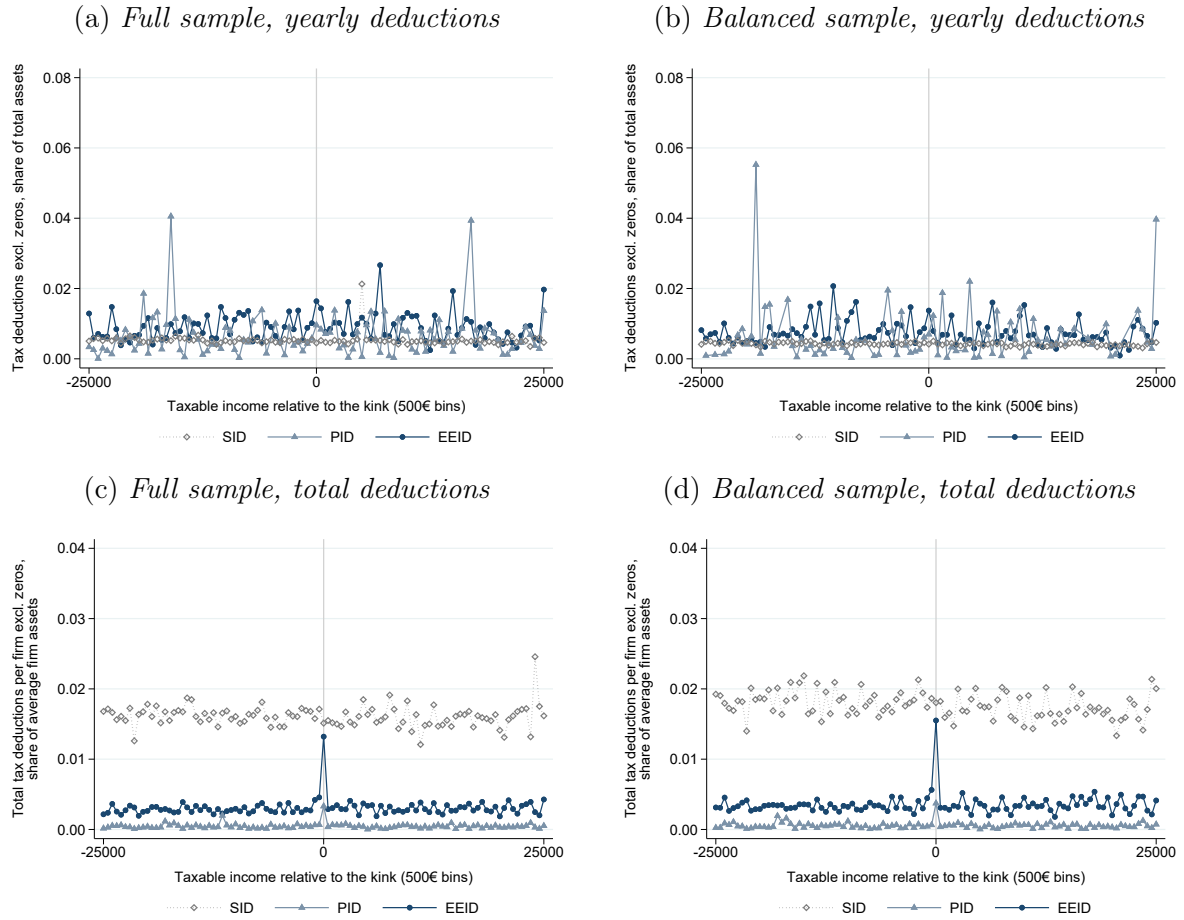 (a) Full sample, yearly deductions
Tax deductions excl. zeros, share of total assets
0.08
0.06
0.04
0.02
0.00
-25000
0
25000
Taxable income relative to the kink (500€ bins)
SID PID EEID
(b) Balanced sample, yearly deductions
Tax deductions excl. zeros, share of total assets
0.08
0.06
0.04
0.02
0.00
-25000
0
25000
Taxable income relative to the kink (500€ bins)
SID PID EEID
(c) Full sample, total deductions
Total tax deductions per firm excl. zeros,
share of average firm assets
0.04
0.03
0.02
0.01
0.00
-25000
0
25000
Taxable income relative to the kink (500€ bins)
SID PID EEID
(d) Balanced sample, total deductions
Total tax deductions per firm excl. zeros,
share of average firm assets
0.04
0.03
0.02
0.01
0.00
-25000
0
25000
Taxable income relative to the kink (500€ bins)
SID PID EEID